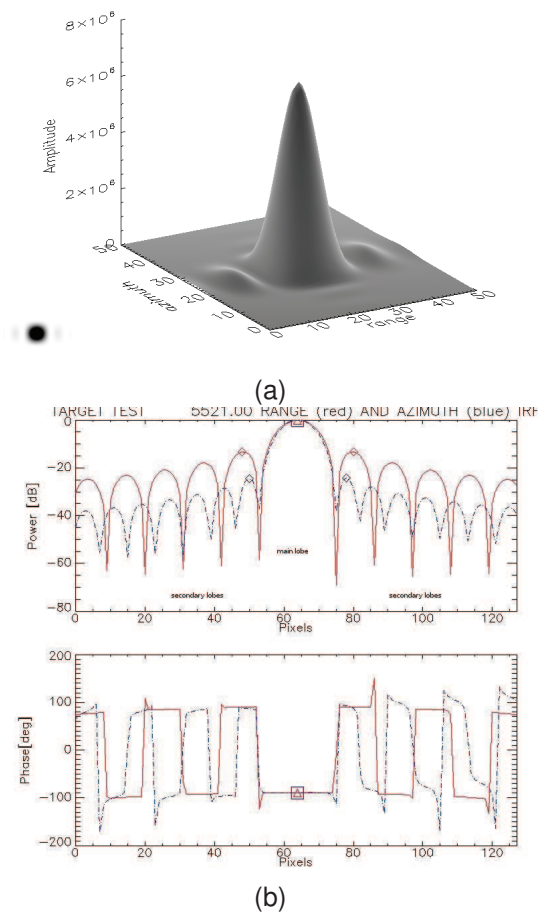 8×10⁶
6×10⁶
4×10⁶
2×10⁶
0
Amplitude
50
40
30
20
10
0
azimuth
0
10
20
30
40
50
range
(a)
TARGET TEST 5521.00 RANGE (red) AND AZIMUTH (blue) IRF
0
−20
−40
−60
−80
Power [dB]
main lobe
secondary lobes
secondary lobes
0 20 40 60 80 100 120
Pixels
200
100
0
−100
−200
Phase[deg]
0 20 40 60 80 100 120
Pixels
(b)